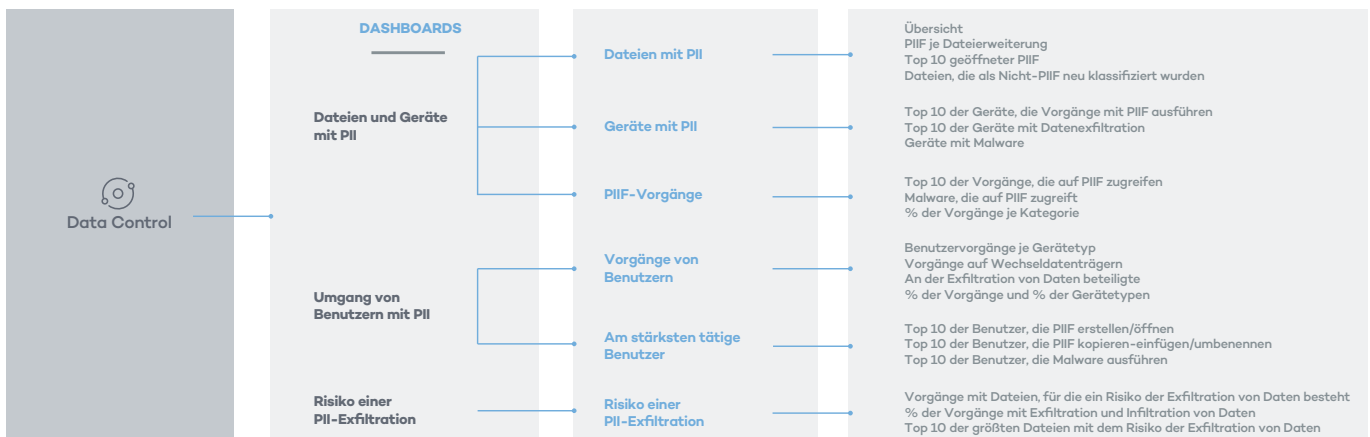 Data Control
DASHBOARDS
Dateien und Geräte
mit PII
Dateien mit PII
Übersicht
PIIF je Dateierweiterung
Top 10 geöffneter PIIF
Dateien, die als Nicht-PIIF neu klassifiziert wurden
Geräte mit PII
Top 10 der Geräte, die Vorgänge mit PIIF ausführen
Top 10 der Geräte mit Datenexfiltration
Geräte mit Malware
PIIF-Vorgänge
Top 10 der Vorgänge, die auf PIIF zugreifen
Malware, die auf PIIF zugreift
% der Vorgänge je Kategorie
Umgang von
Benutzern mit PII
Vorgänge von
Benutzern
Benutzervorgänge je Gerätetyp
Vorgänge auf Wechseldatenträgern
An der Exfiltration von Daten beteiligte
% der Vorgänge und % der Gerätetypen
Am stärksten tätige
Benutzer
Top 10 der Benutzer, die PIIF erstellen/öffnen
Top 10 der Benutzer, die PIIF kopieren-einfügen/umbenennen
Top 10 der Benutzer, die Malware ausführen
Risiko einer
PII-Exfiltration
Risiko einer
PII-Exfiltration
Vorgänge mit Dateien, für die ein Risiko der Exfiltration von Daten besteht
% der Vorgänge mit Exfiltration und Infiltration von Daten
Top 10 der größten Dateien mit dem Risiko der Exfiltration von Daten